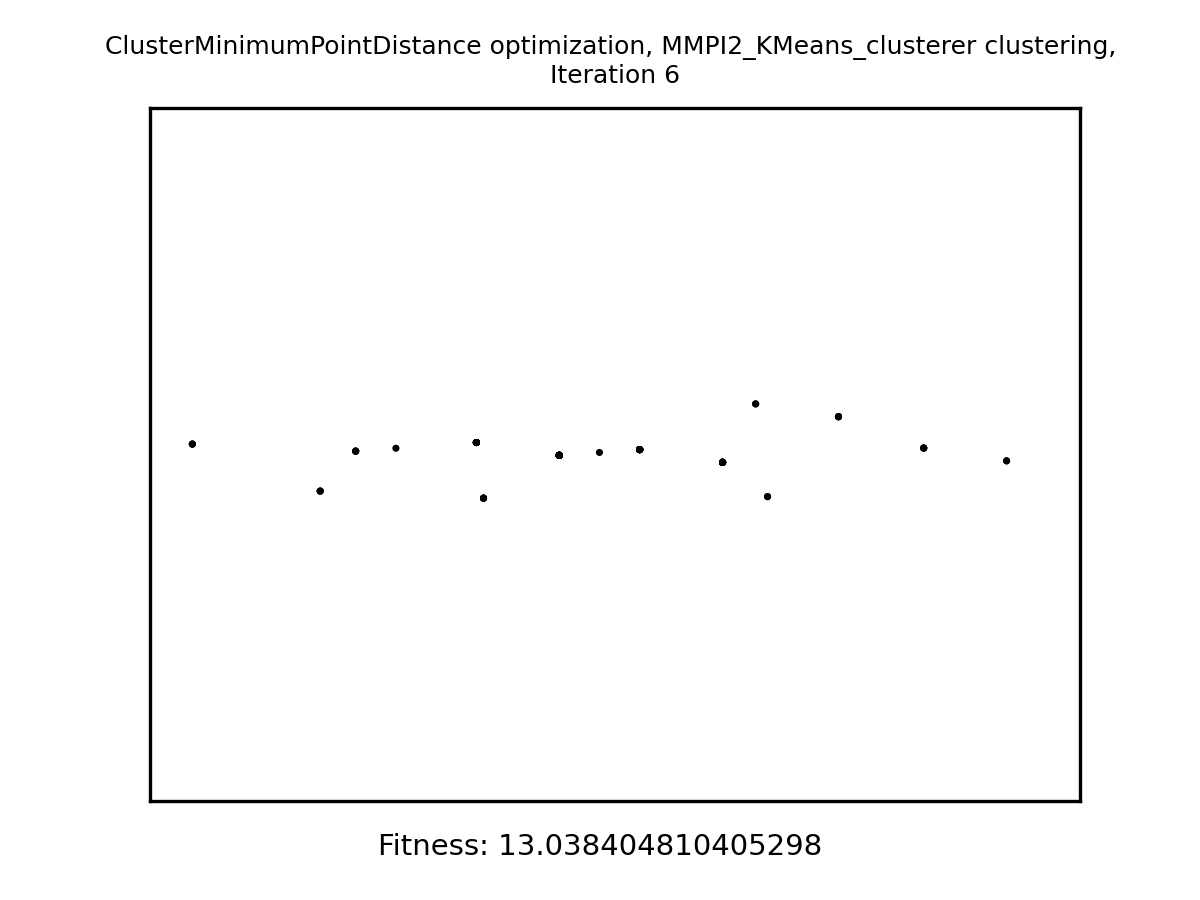 ClusterMinimumPointDistance optimization, MMPI2_KMeans_clusterer clustering,
Iteration 6
Fitness: 13.038404810405298